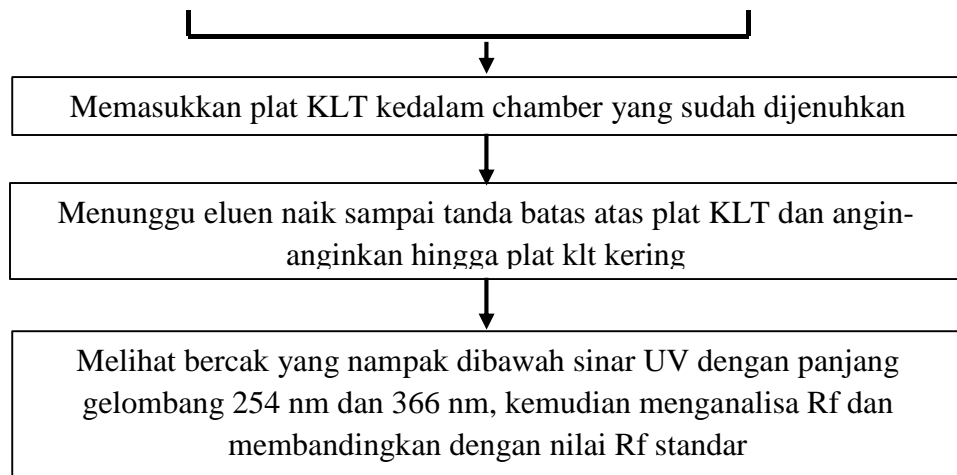 Memasukkan plat KLT kedalam chamber yang sudah dijenuhkan
Menunggu eluen naik sampai tanda batas atas plat KLT dan angin-
anginkan hingga plat klt kering
Melihat bercak yang nampak dibawah sinar UV dengan panjang
gelombang 254 nm dan 366 nm, kemudian menganalisa Rf dan
membandingkan dengan nilai Rf standar